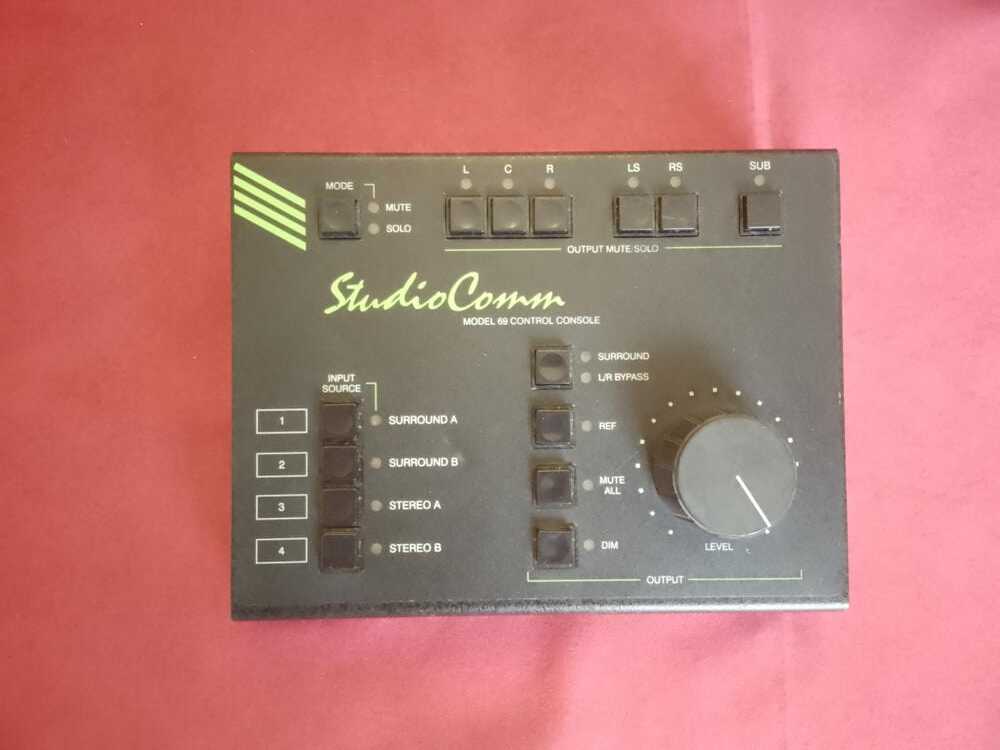 L C R LS RS SUB
MODE
MUTE
SOLO
OUTPUT MUTE/SOLO
StudioComm
MODEL 69 CONTROL CONSOLE
SURROUND
L/R BYPASS
INPUT
SOURCE
1 SURROUND A
REF
2 SURROUND B
MUTE
ALL
3 STEREO A
4 STEREO B
DIM
LEVEL
OUTPUT